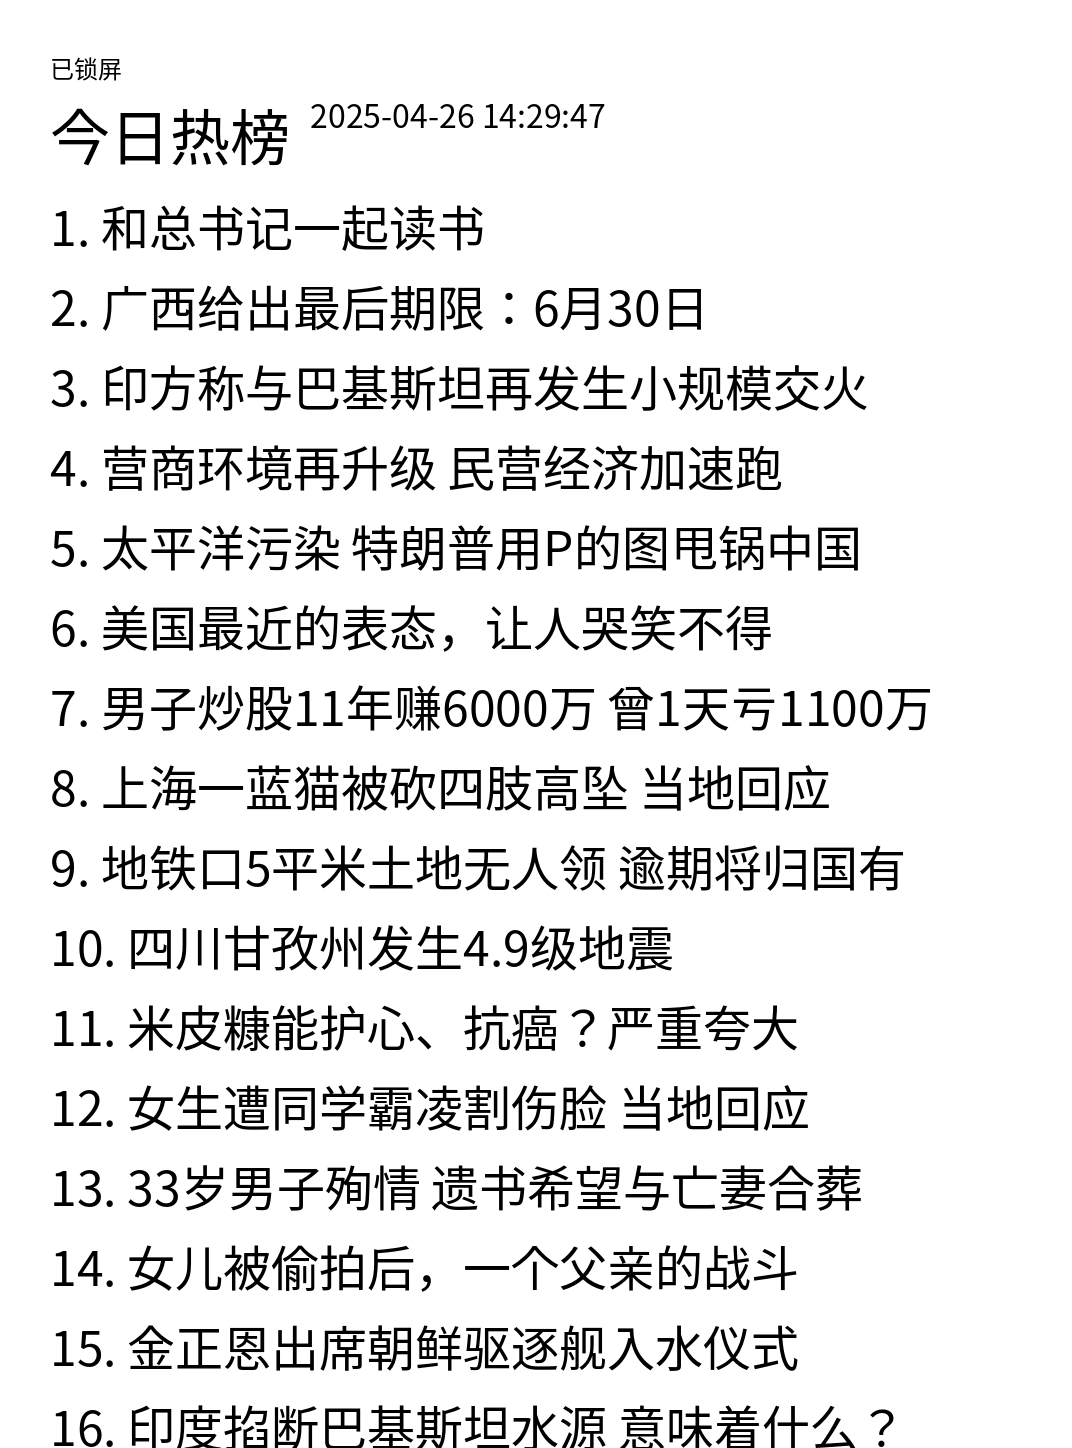 已锁屏
今日热榜 2025-04-26 14:29:47
1. 和总书记一起读书
2. 广西给出最后期限：6月30日
3. 印方称与巴基斯坦再发生小规模交火
4. 营商环境再升级 民营经济加速跑
5. 太平洋污染 特朗普用P的图甩锅中国
6. 美国最近的表态，让人哭笑不得
7. 男子炒股11年赚6000万 曾1天亏1100万
8. 上海一蓝猫被砍四肢高坠 当地回应
9. 地铁口5平米土地无人领 逾期将归国有
10. 四川甘孜州发生4.9级地震
11. 米皮糠能护心、抗癌？严重夸大
12. 女生遭同学霸凌割伤脸 当地回应
13. 33岁男子殉情 遗书希望与亡妻合葬
14. 女儿被偷拍后，一个父亲的战斗
15. 金正恩出席朝鲜驱逐舰入水仪式
16. 印度掐断巴基斯坦水源 意味着什么？